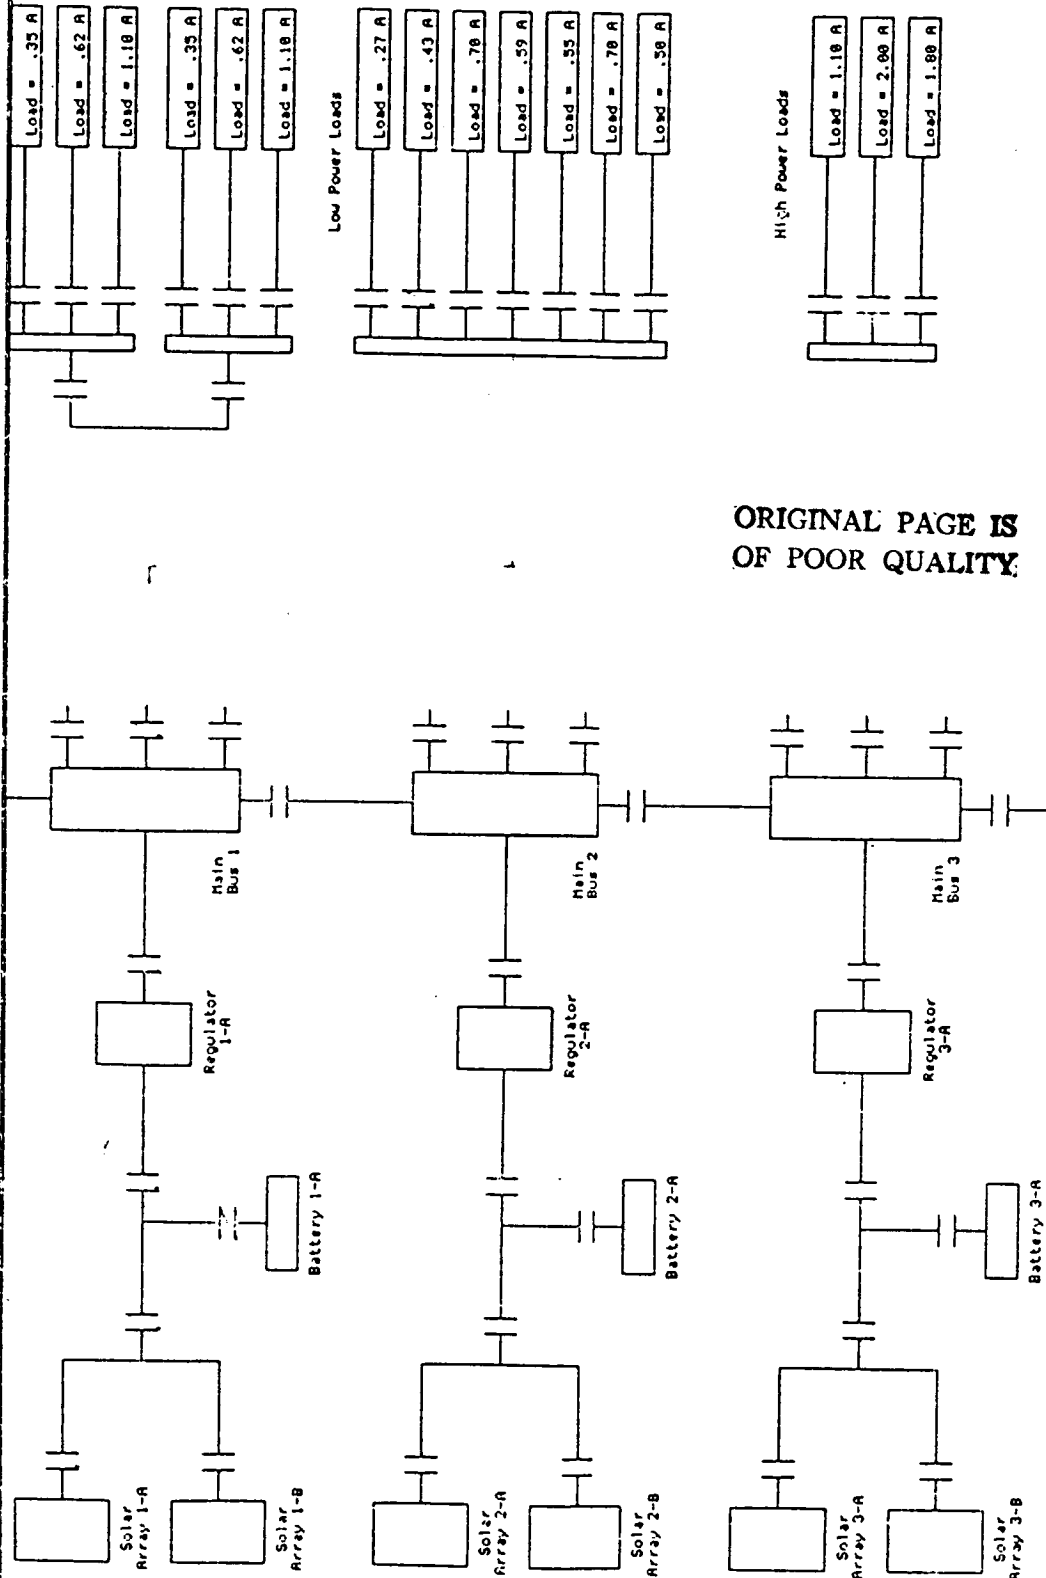 Load = .35 A
Load = .62 A
Load = 1.10 A
Load = .35 A
Load = .62 A
Load = 1.10 A
Low Power Loads
Load = .27 A
Load = .43 A
Load = .70 A
Load = .59 A
Load = .55 A
Load = .70 A
Load = .50 A
High Power Loads
Load = 1.10 A
Load = 2.00 A
Load = 1.80 A
ORIGINAL PAGE IS
OF POOR QUALITY
Main
Bus 1
Main
Bus 2
Main
Bus 3
Regulator
1-A
Regulator
2-A
Regulator
3-A
Battery 1-A
Battery 2-A
Battery 3-A
Solar
Array 1-A
Solar
Array 1-B
Solar
Array 2-A
Solar
Array 2-B
Solar
Array 3-A
Solar
Array 3-B